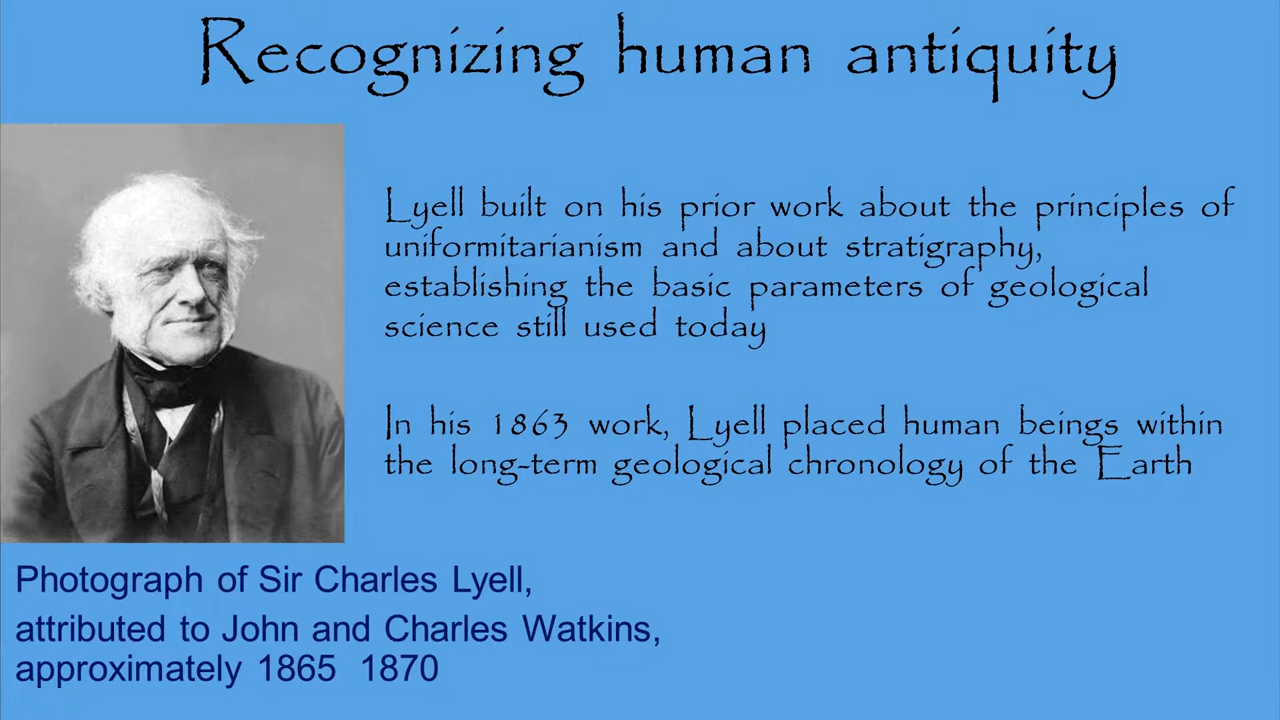 Recognizing human antiquity
Lyell built on his prior work about the principles of
uniformitarianism and about stratigraphy,
establishing the basic parameters of geological
science still used today
In his 1863 work, Lyell placed human beings within
the long-term geological chronology of the Earth
Photograph of Sir Charles Lyell,
attributed to John and Charles Watkins,
approximately 1865 1870